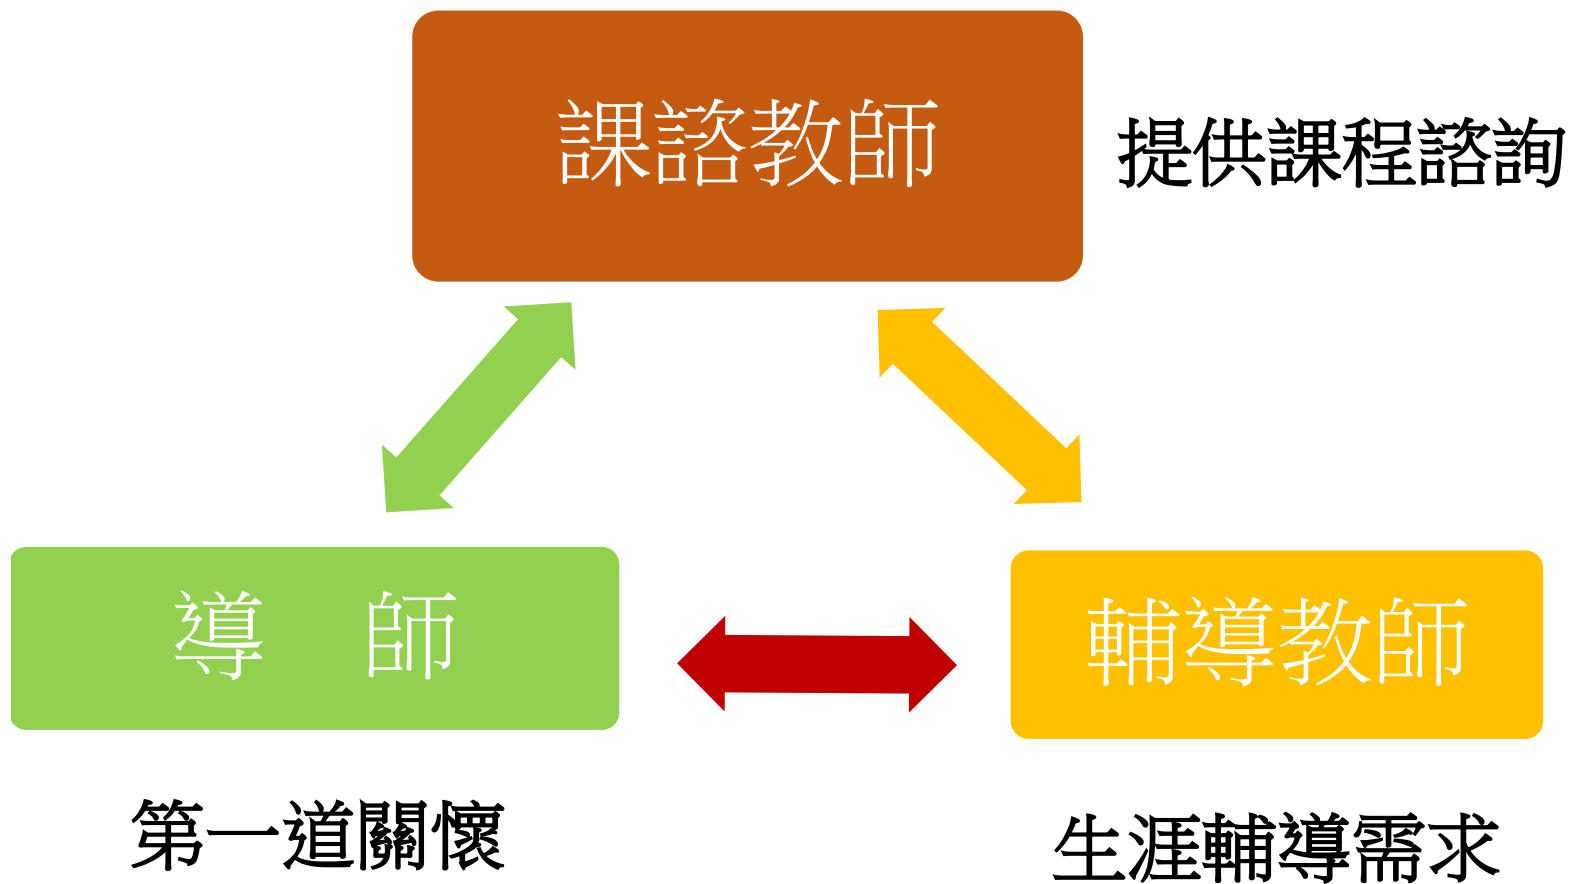 課諮教師
提供課程諮詢
導　師
輔導教師
第一道關懷
生涯輔導需求